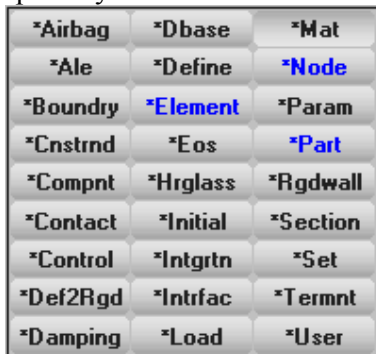 *Airbag *Dbase *Mat
*Ale *Define *Node
*Boundry *Element *Param
*Cnstrnd *Eos *Part
*Compnt *Hrglass *Rgdwall
*Contact *Initial *Section
*Control *Intgrtn *Set
*Def2Rgd *Intrfac *Termnt
*Damping *Load *User